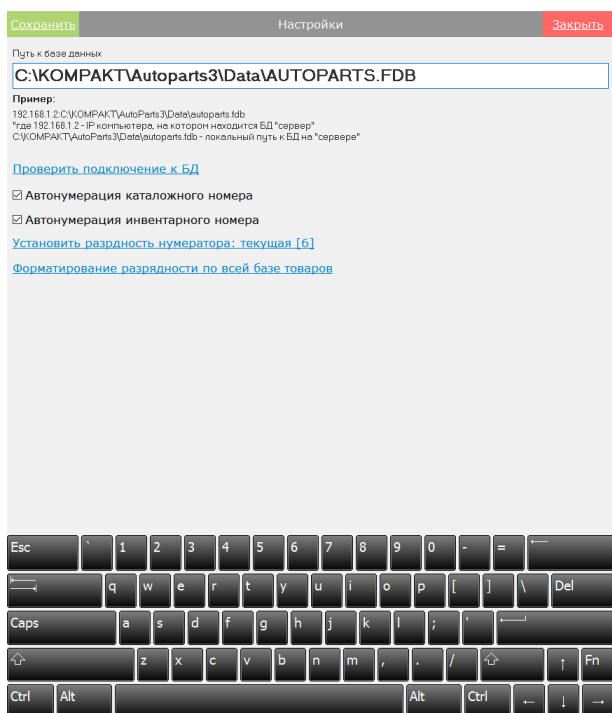 Сохранить Настройки Закрыть
Путь к базе данных
C:\KOMPAKT\Autoparts3\Data\AUTOPARTS.FDB
Пример:
192.168.1.2:C:\KOMPAKT\AutoParts3\Data\autoparts.fdb
"где 192.168.1.2 - IP компьютера, на котором находится БД "сервер"
C:\KOMPAKT\AutoParts3\Data\autoparts.fdb - локальный путь к БД на "сервере"
Проверить подключение к БД
Автонумерация каталожного номера
Автонумерация инвентарного номера
Установить разрдность нумератора: текущая [6]
Форматирование разрядности по всей базе товаров
Esc ` 1 2 3 4 5 6 7 8 9 0 - =
q w e r t y u i o p [ ] \ Del
Caps a s d f g h j k l ; '
z x c v b n m , . / Fn
Ctrl Alt Alt Ctrl